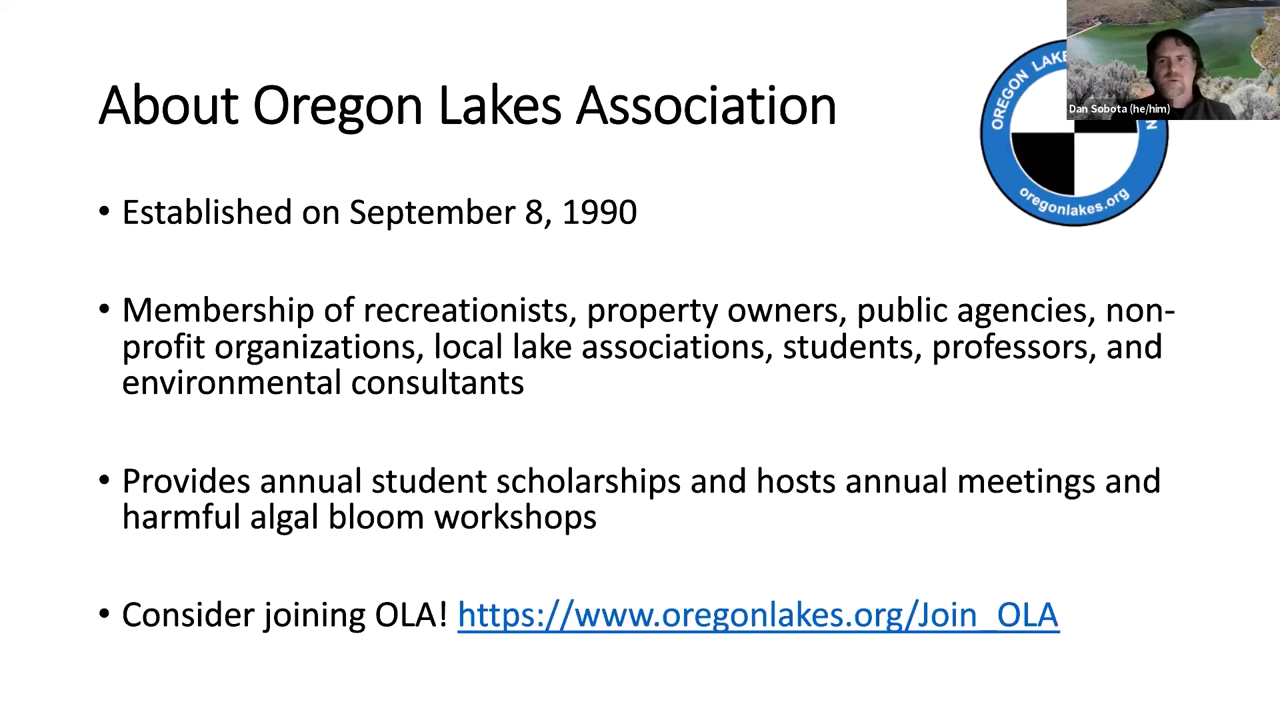 About Oregon Lakes Association
OREGON LAKE
N
Dan Sobota (he/him)
oregonlakes.org
• Established on September 8, 1990
• Membership of recreationists, property owners, public agencies, non-
profit organizations, local lake associations, students, professors, and
environmental consultants
• Provides annual student scholarships and hosts annual meetings and
harmful algal bloom workshops
• Consider joining OLA! https://www.oregonlakes.org/Join_OLA